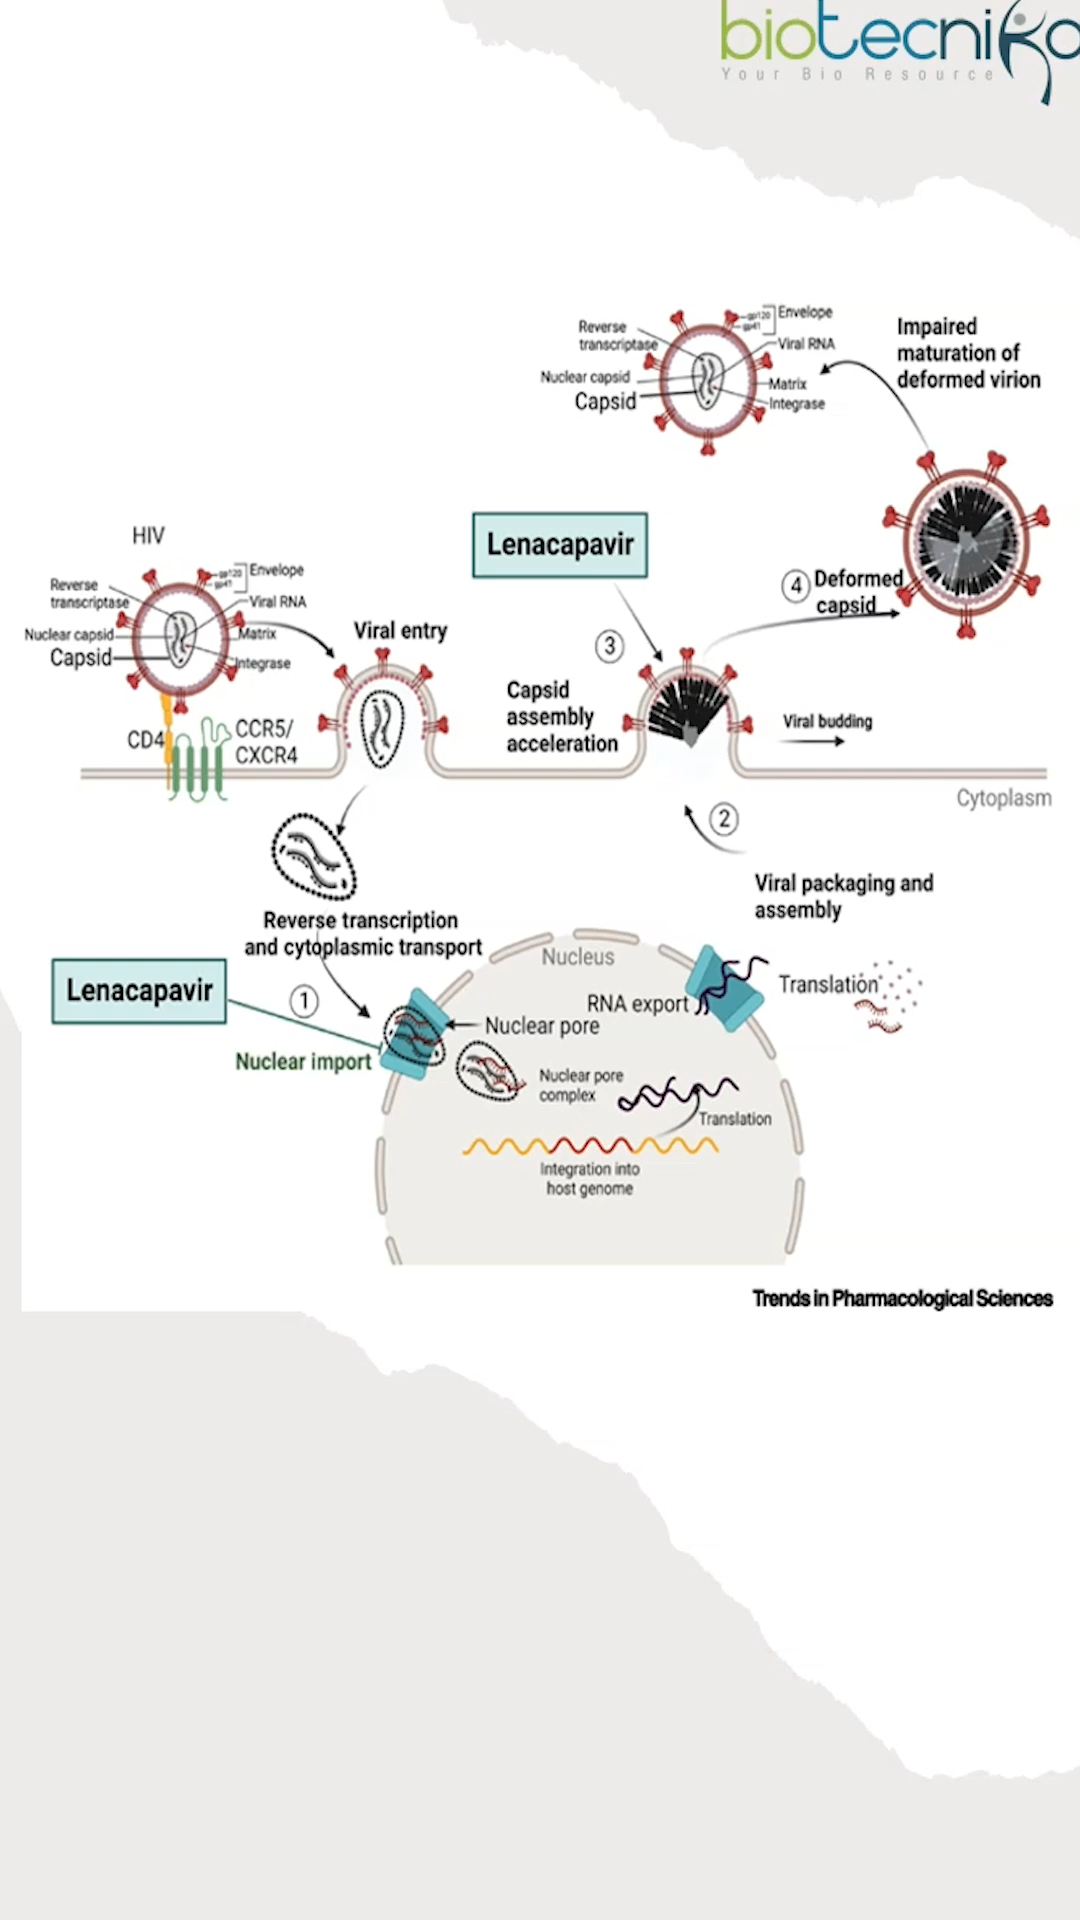 biotecnika
Your Bio Resource
Reverse
transcriptase
gp120
gp41
Envelope
Viral RNA
Nuclear capsid
Capsid
Matrix
Integrase
Impaired
maturation of
deformed virion
Lenacapavir
HIV
Reverse
transcriptase
gp120
gp41
Envelope
Viral RNA
Nuclear capsid
Capsid
Matrix
Integrase
Viral entry
4
Deformed
capsid
3
Capsid
assembly
acceleration
CD4
CCR5/
CXCR4
Viral budding
Cytoplasm
2
Viral packaging and
assembly
Reverse transcription
and cytoplasmic transport
Nucleus
Lenacapavir
1
RNA export
Translation
Nuclear pore
Nuclear import
Nuclear pore
complex
Translation
Integration into
host genome
Trends in Pharmacological Sciences